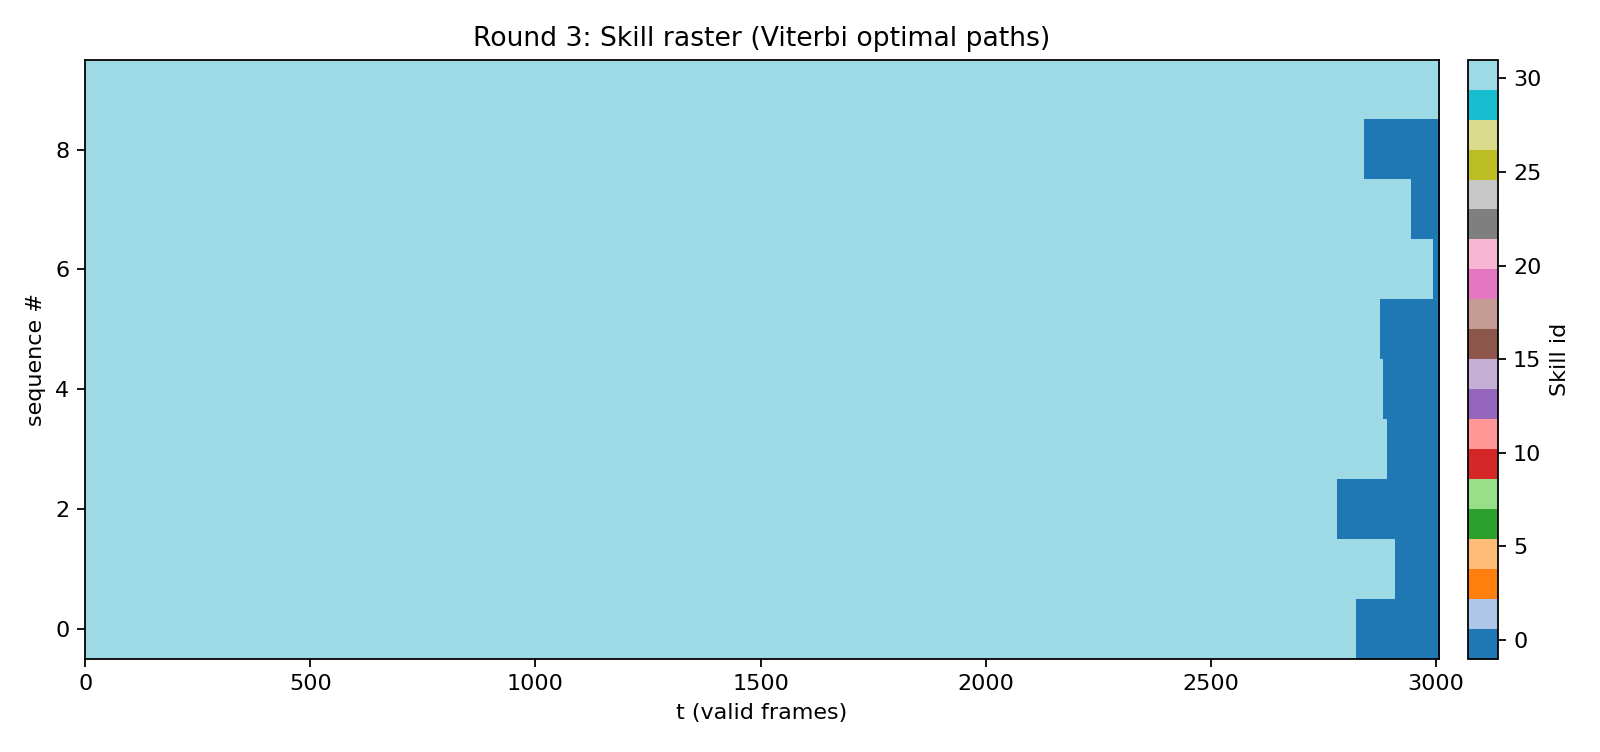 Round 3: Skill raster (Viterbi optimal paths)
sequence #
8
6
4
2
0
0 500 1000 1500 2000 2500 3000
t (valid frames)
30
25
20
15
10
5
0
Skill id